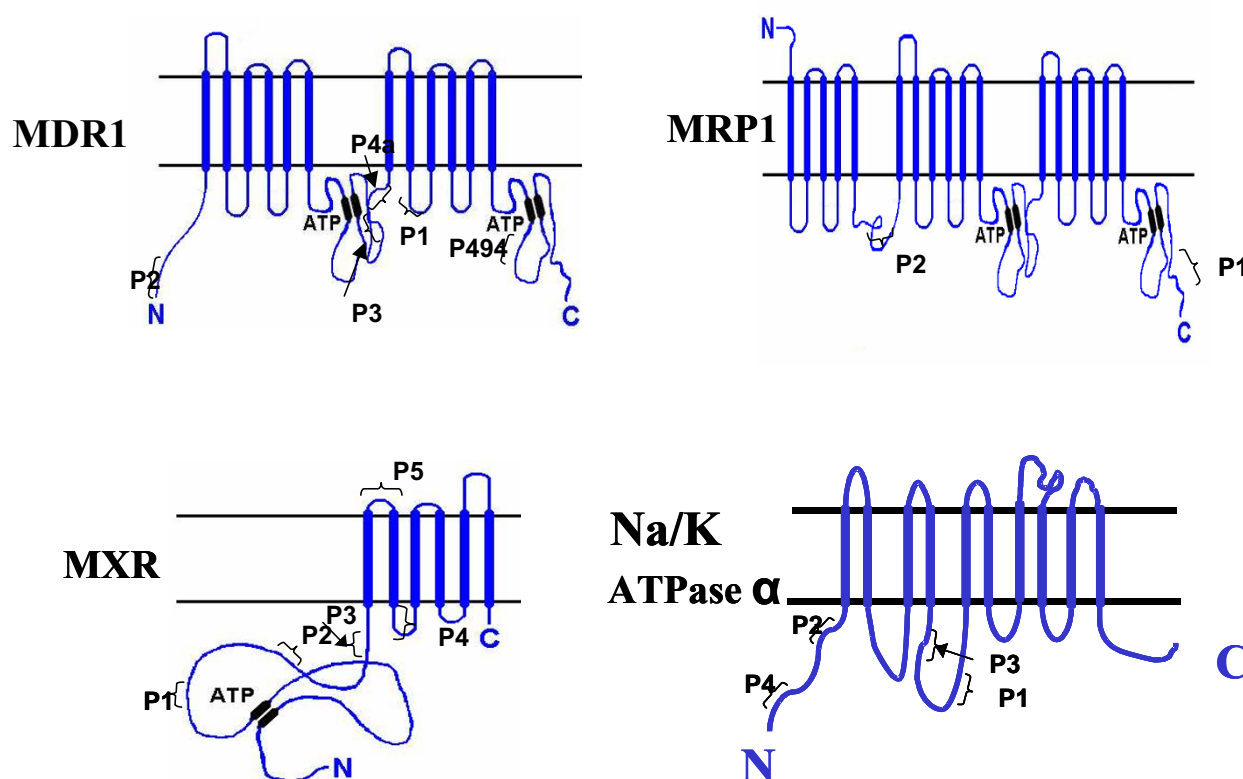 MDR1
P4a
ATP
P1
P2
N
P3
P494
ATP
C
N
MRP1
P2
ATP
ATP
P1
C
MXR
P5
P3
P2
P4
C
P1
ATP
N
Na/K
ATPase α
P2
P4
P3
P1
N
C